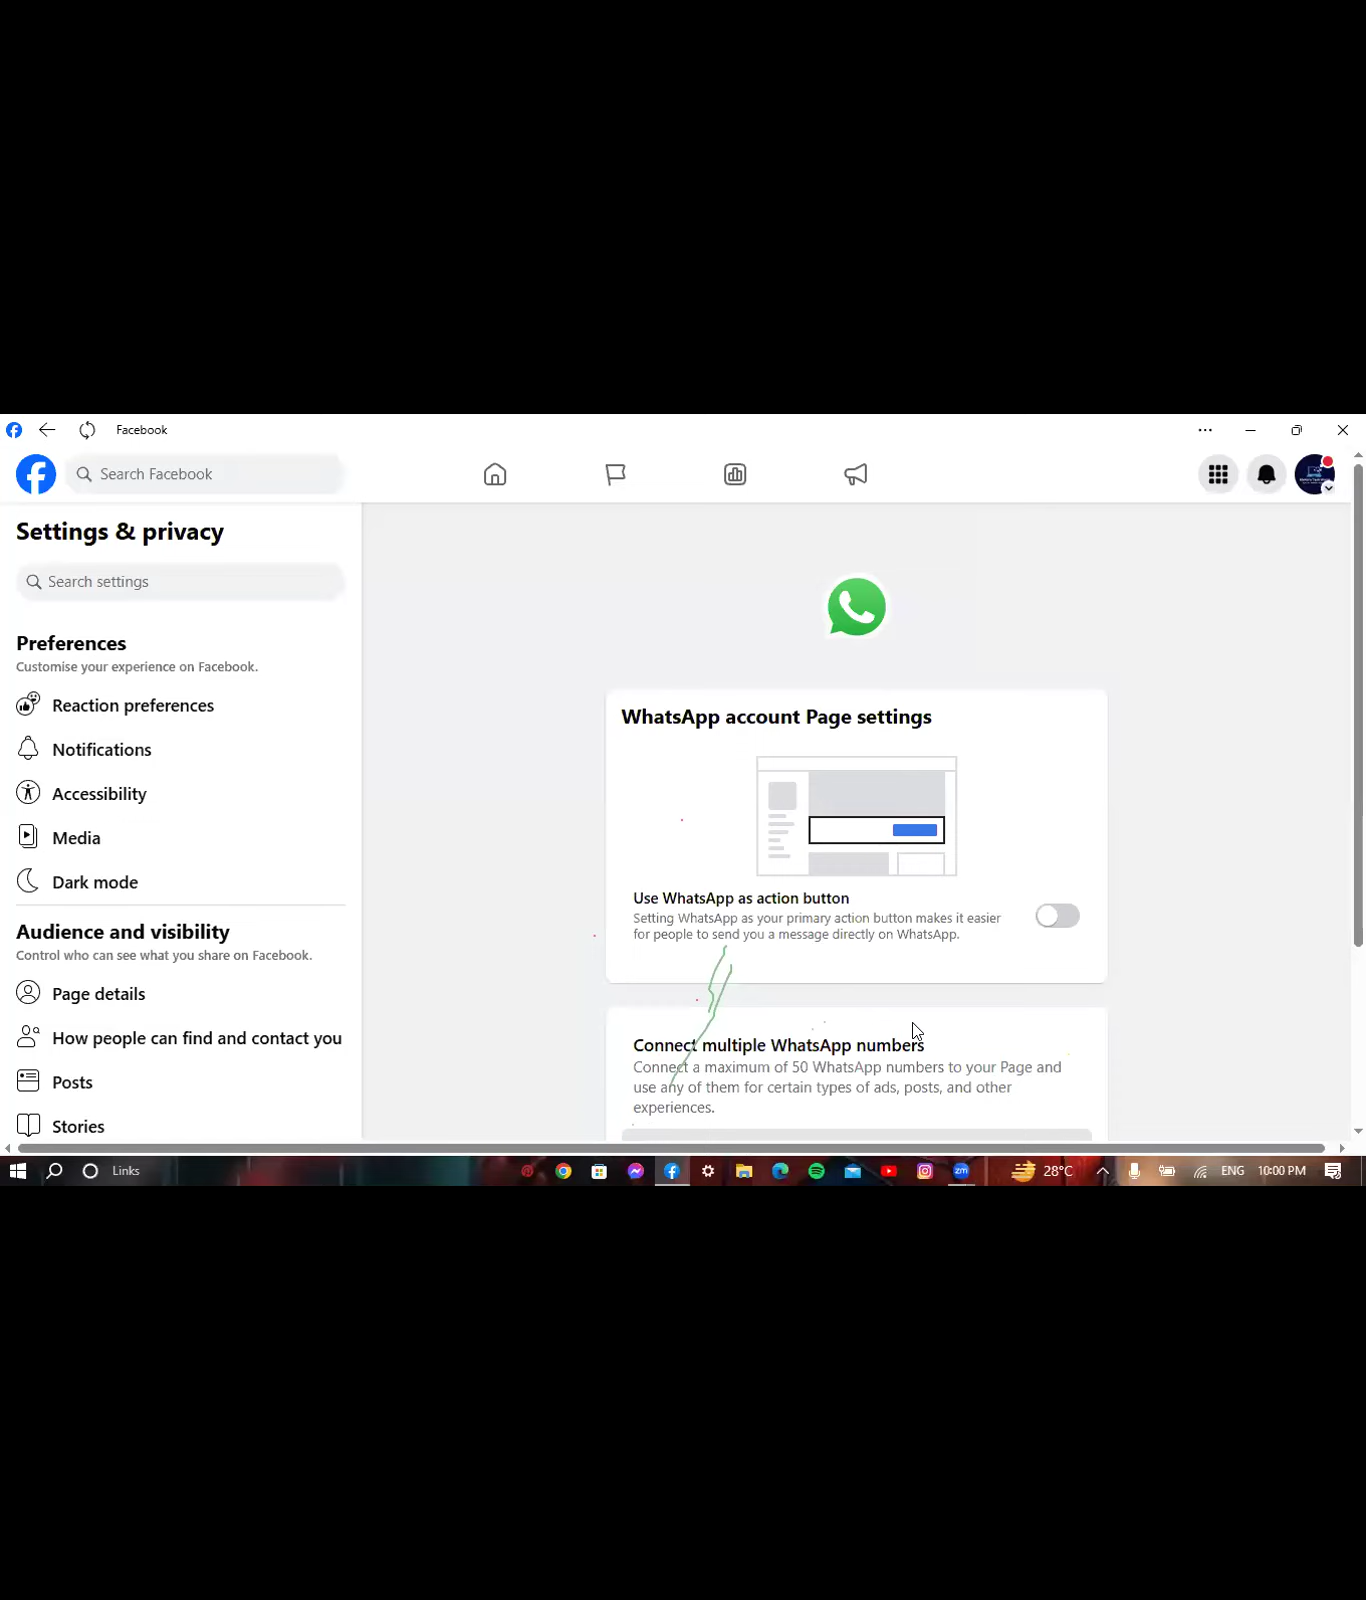 Facebook
Search Facebook
Settings & privacy
Search settings
Preferences
Customise your experience on Facebook.
Reaction preferences
Notifications
Accessibility
Media
Dark mode
Audience and visibility
Control who can see what you share on Facebook.
Page details
How people can find and contact you
Posts
Stories
WhatsApp account Page settings
Use WhatsApp as action button
Setting WhatsApp as your primary action button makes it easier
for people to send you a message directly on WhatsApp.
Connect multiple WhatsApp numbers
Connect a maximum of 50 WhatsApp numbers to your Page and
use any of them for certain types of ads, posts, and other
experiences.
Links
zm
28°C
ENG
10:00 PM